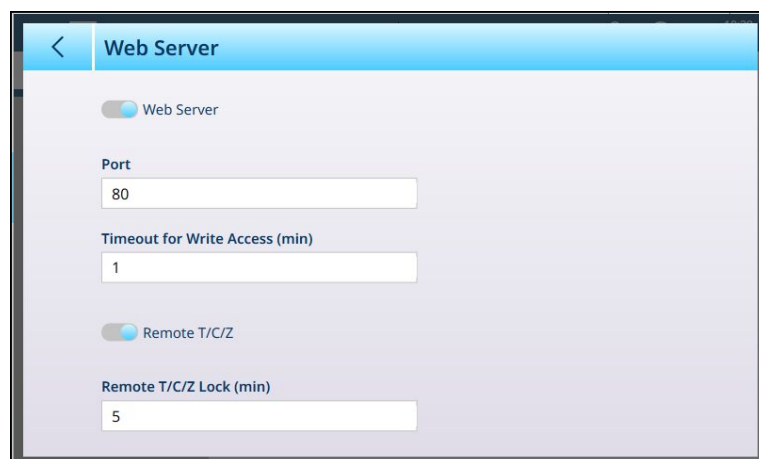 Web Server
Web Server
Port
80
Timeout for Write Access (min)
1
Remote T/C/Z
Remote T/C/Z Lock (min)
5